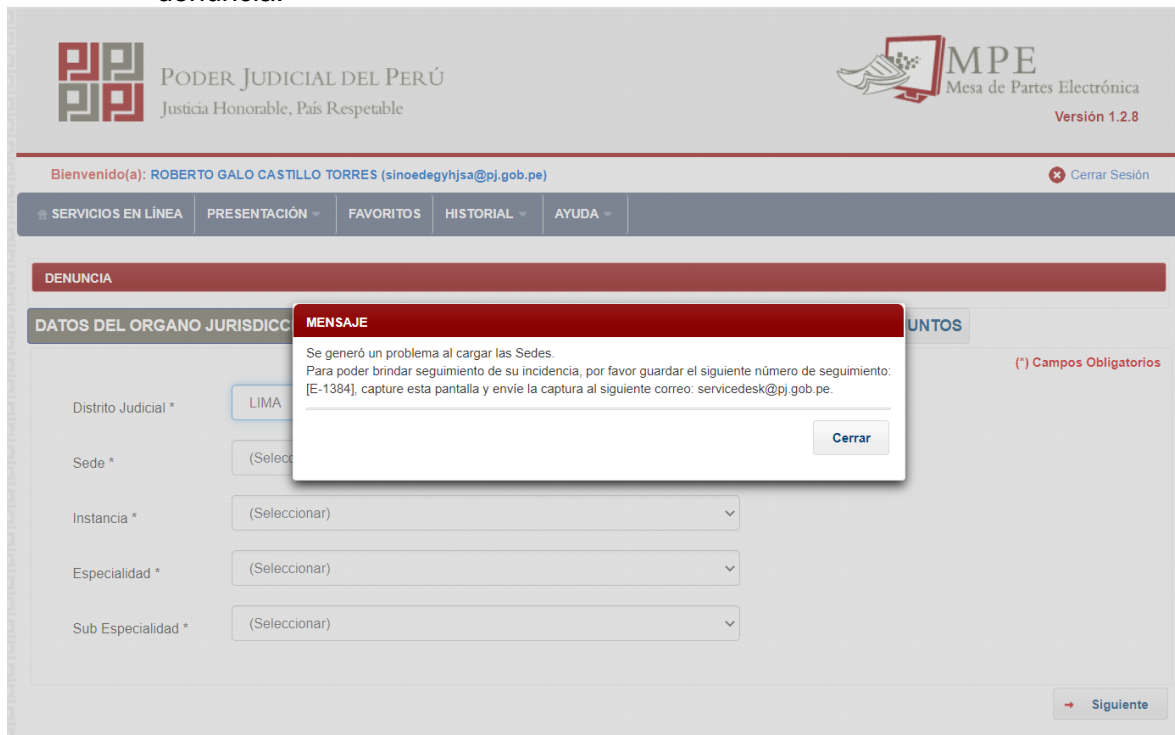 denuncia.
PODER JUDICIAL DEL PERÚ
Justicia Honorable, País Respetable
MPE
Mesa de Partes Electrónica
Versión 1.2.8
Bienvenido(a): ROBERTO GALO CASTILLO TORRES (sinoedegyhjsa@pj.gob.pe)
Cerrar Sesión
SERVICIOS EN LÍNEA PRESENTACIÓN FAVORITOS HISTORIAL AYUDA
DENUNCIA
DATOS DEL ORGANO JURISDICC
UNTOS
MENSAJE
Se generó un problema al cargar las Sedes.
Para poder brindar seguimiento de su incidencia, por favor guardar el siguiente número de seguimiento:
[E-1384], capture esta pantalla y envíe la captura al siguiente correo: servicedesk@pj.gob.pe.
Cerrar
(*) Campos Obligatorios
Distrito Judicial * LIMA
Sede * (Selecc
Instancia * (Seleccionar)
Especialidad * (Seleccionar)
Sub Especialidad * (Seleccionar)
Siguiente